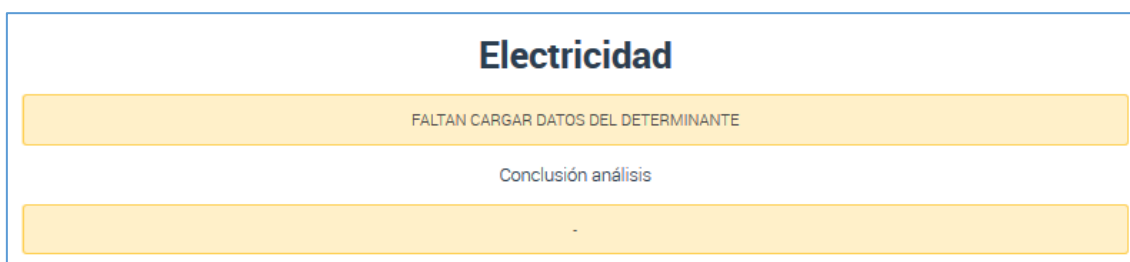 Electricidad
FALTAN CARGAR DATOS DEL DETERMINANTE
Conclusión análisis
-